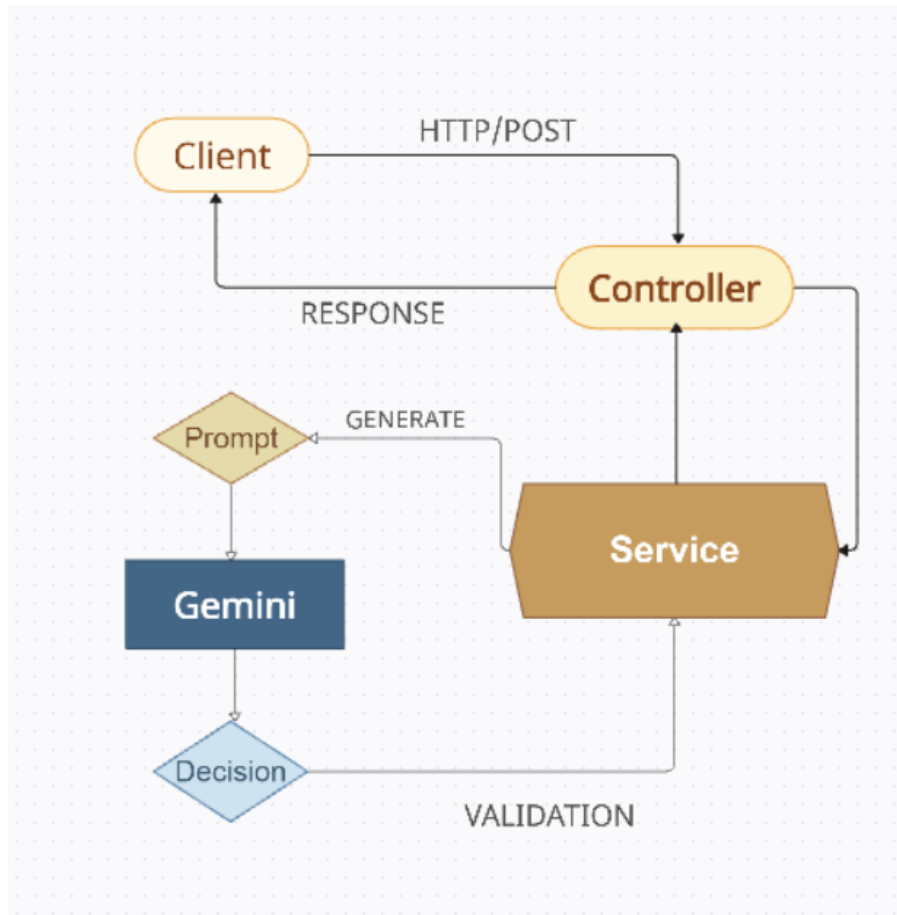 HTTP/POST
Client
Controller
RESPONSE
GENERATE
Prompt
Service
Gemini
Decision
VALIDATION